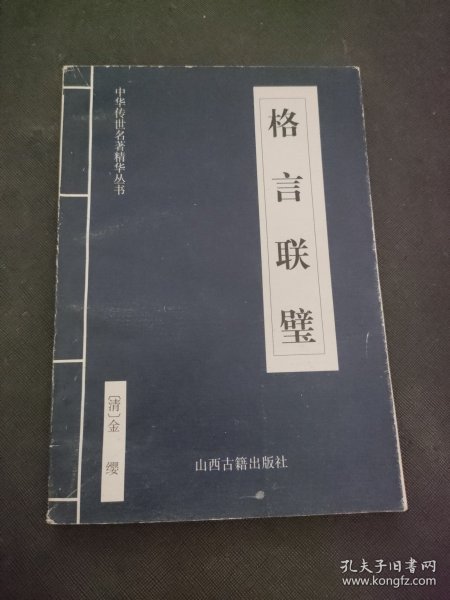 中华传世名著精华丛书
格言联璧
〔清〕金缨
山西古籍出版社
孔夫子旧书网
www.kongfz.com